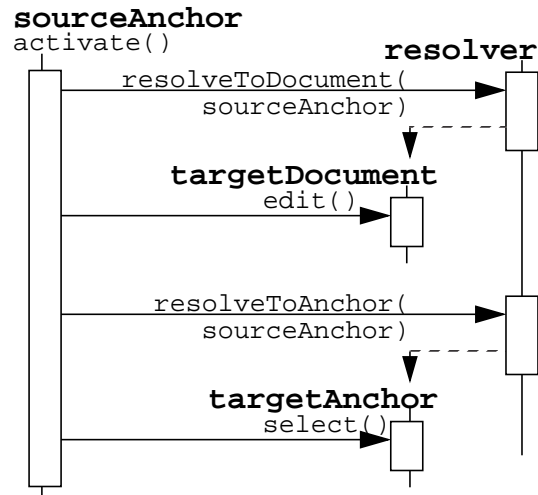 sourceAnchor
activate()
resolver
resolveToDocument(
sourceAnchor)
targetDocument
edit()
resolveToAnchor(
sourceAnchor)
targetAnchor
select()